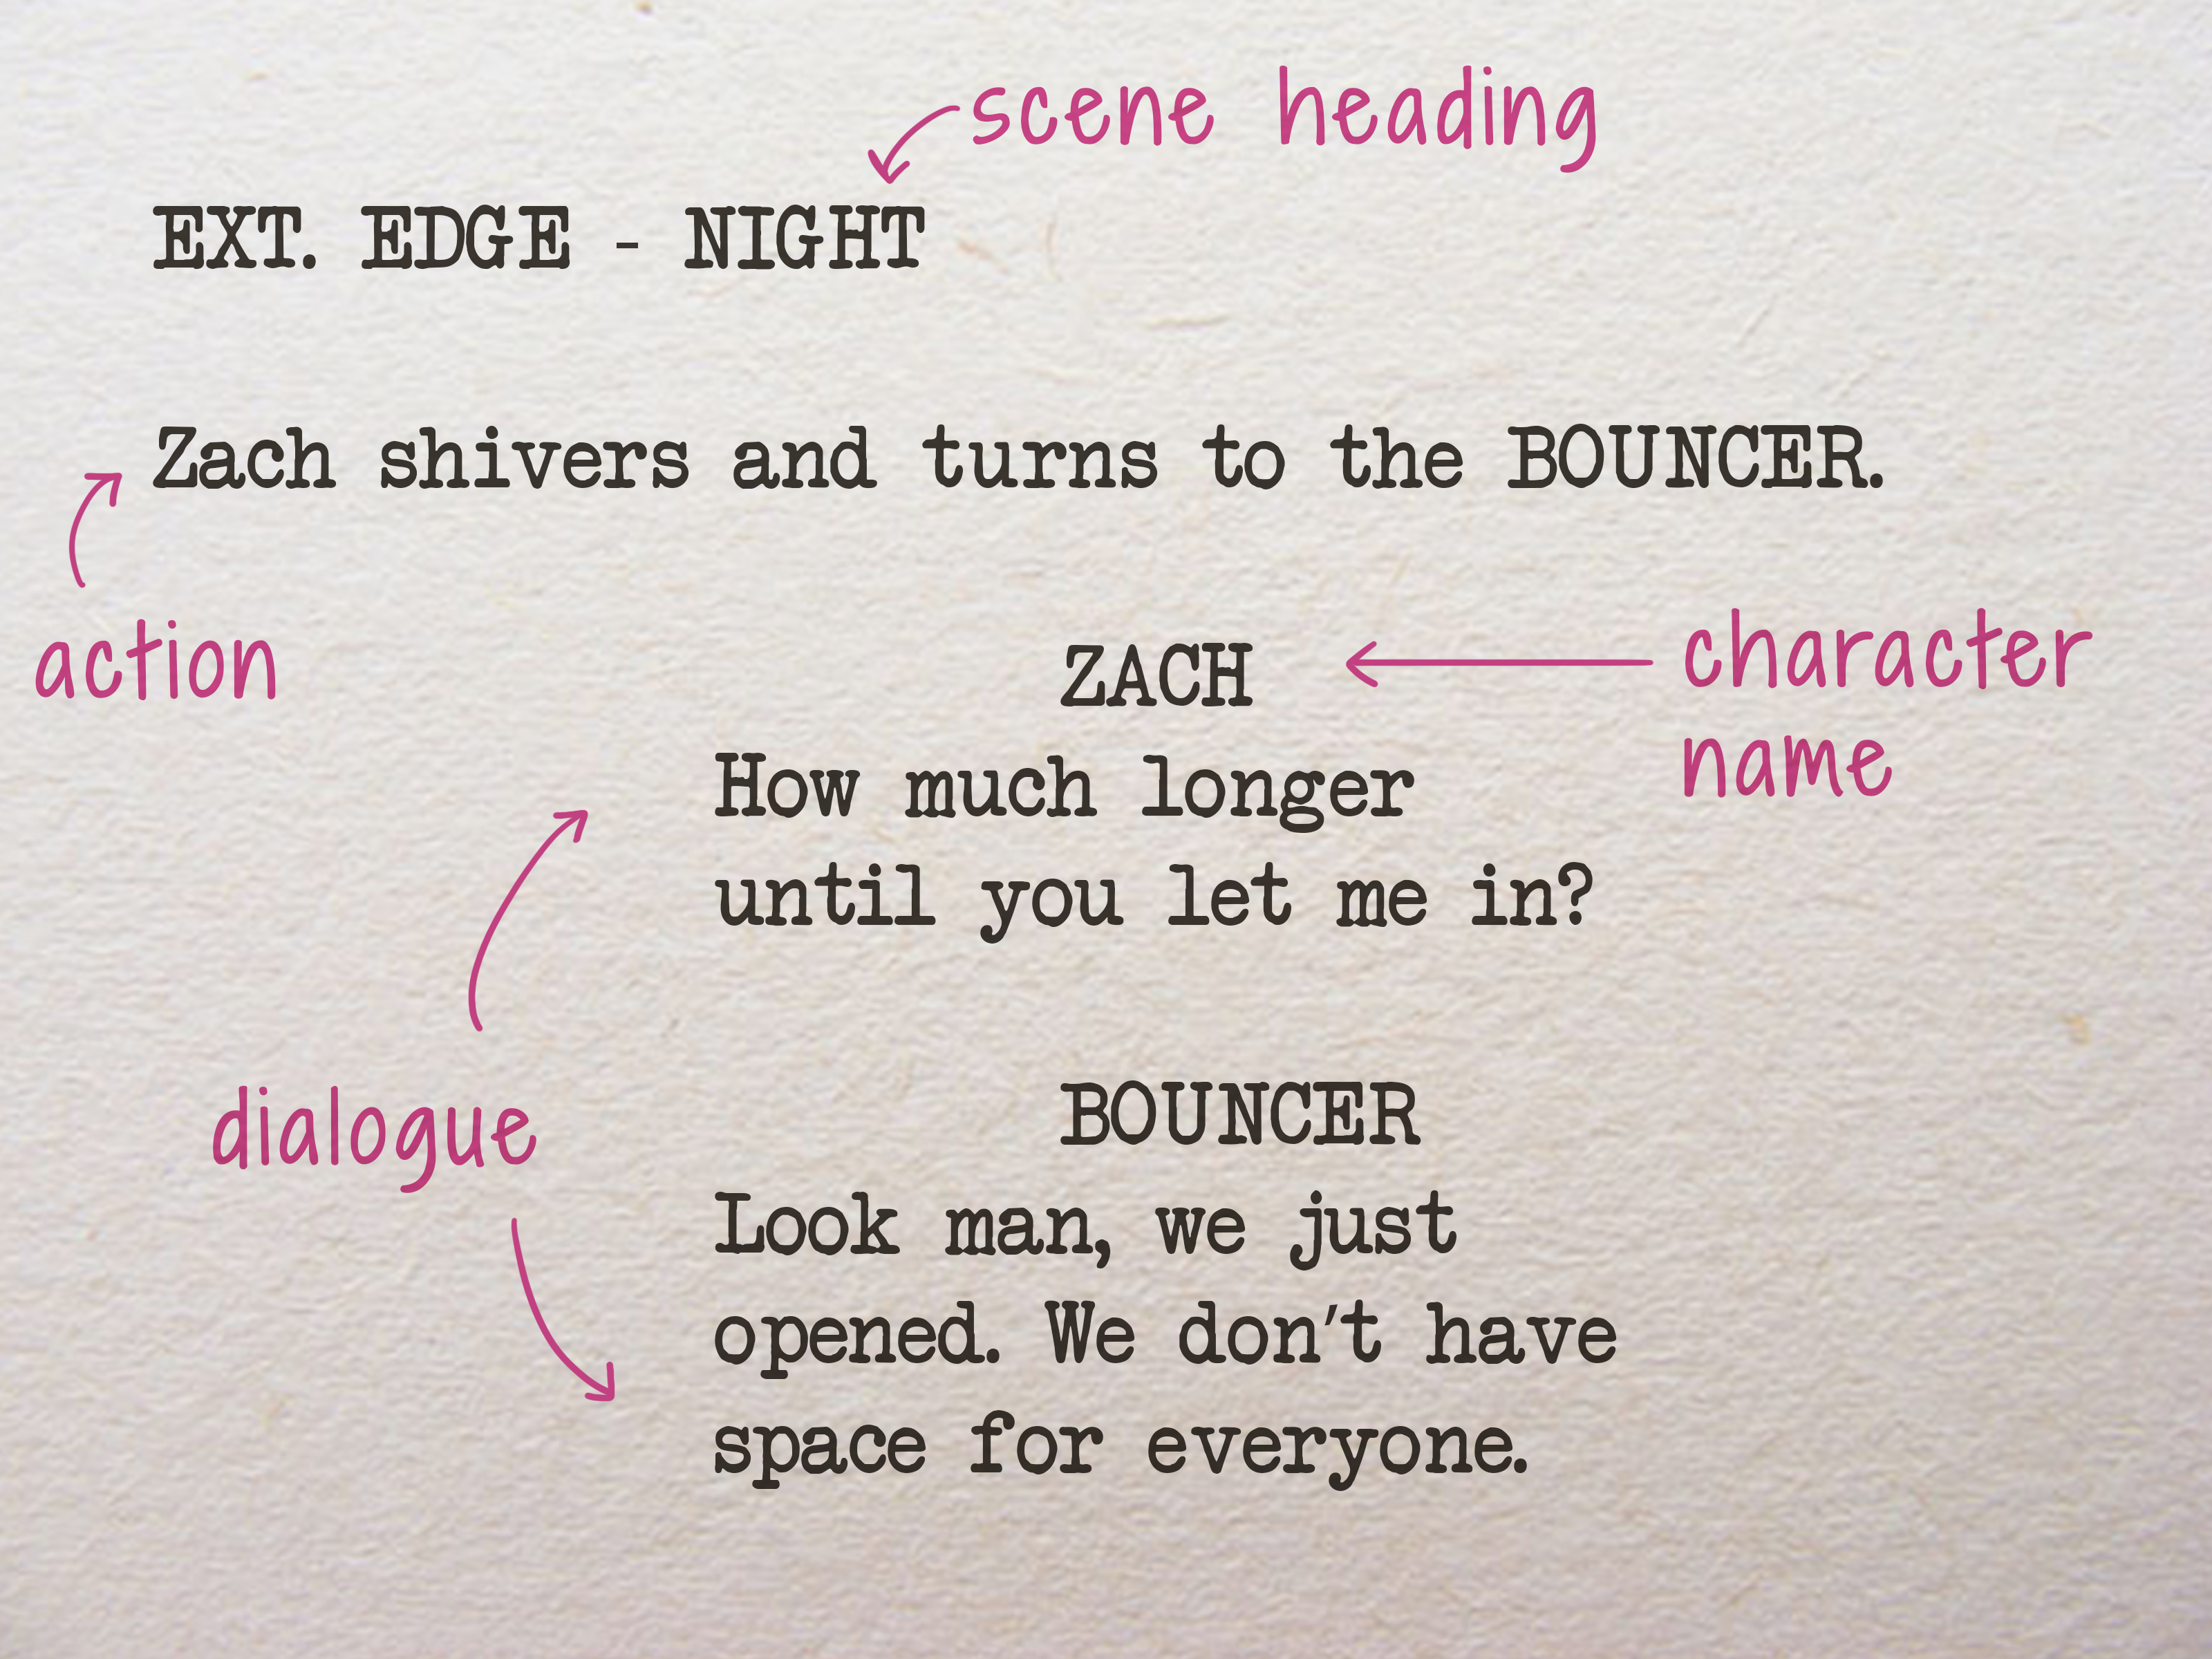 scene heading
EXT. EDGE - NIGHT
Zach shivers and turns to the BOUNCER.
action
ZACH
character
name
How much longer
until you let me in?
dialogue
BOUNCER
Look man, we just
opened. We don't have
space for everyone.